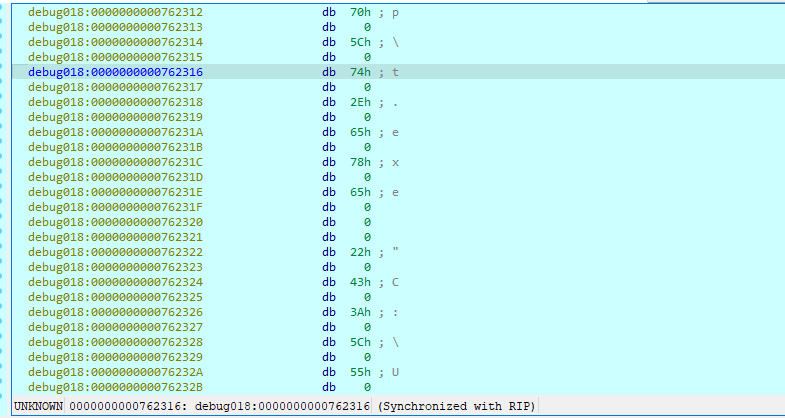 debug018:0000000000762312 db 70h ; p
debug018:0000000000762313 db 0
debug018:0000000000762314 db 5Ch ; \
debug018:0000000000762315 db 0
debug018:0000000000762316 db 74h ; t
debug018:0000000000762317 db 0
debug018:0000000000762318 db 2Eh ; .
debug018:0000000000762319 db 0
debug018:000000000076231A db 65h ; e
debug018:000000000076231B db 0
debug018:000000000076231C db 78h ; x
debug018:000000000076231D db 0
debug018:000000000076231E db 65h ; e
debug018:000000000076231F db 0
debug018:0000000000762320 db 0
debug018:0000000000762321 db 0
debug018:0000000000762322 db 22h ; "
debug018:0000000000762323 db 0
debug018:0000000000762324 db 43h ; C
debug018:0000000000762325 db 0
debug018:0000000000762326 db 3Ah ; :
debug018:0000000000762327 db 0
debug018:0000000000762328 db 5Ch ; \
debug018:0000000000762329 db 0
debug018:000000000076232A db 55h ; U
debug018:000000000076232B db 0
UNKNOWN 0000000000762316: debug018:0000000000762316 (Synchronized with RIP)